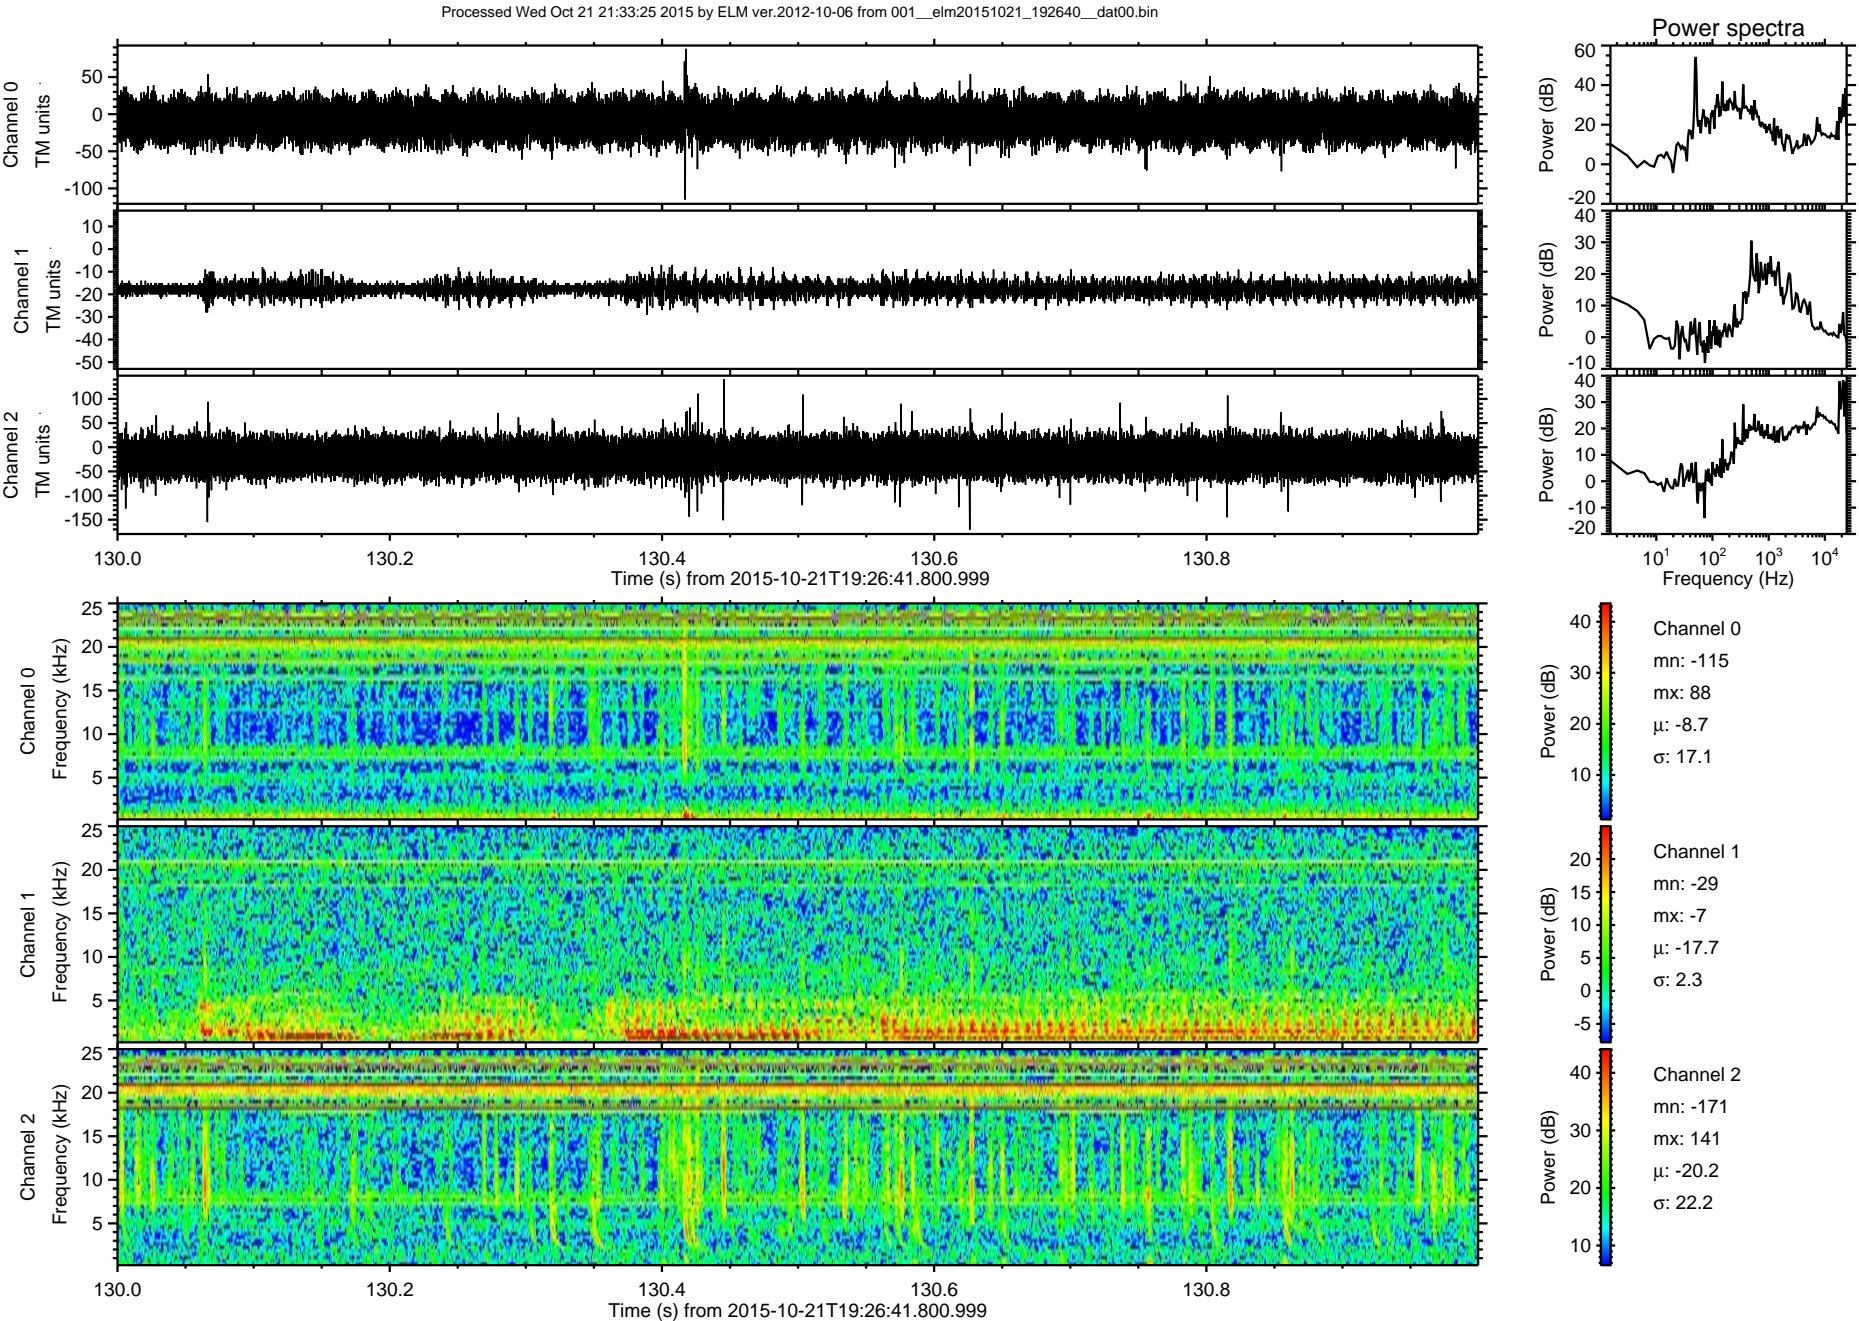 Processed Wed Oct 21 21:33:25 2015 by ELM ver.2012-10-06 from 001__elm20151021_192640__dat00.bin
Power spectra
Channel 0
TM units
50
0
-50
-100
Power (dB)
60
40
20
0
-20
Channel 1
TM units
10
0
-10
-20
-30
-40
-50
Power (dB)
40
30
20
10
0
-10
Channel 2
TM units
100
50
0
-50
-100
-150
Power (dB)
40
30
20
10
0
-10
-20
130.0 130.2 130.4 130.6 130.8
Time (s) from 2015-10-21T19:26:41.800.999
10^1 10^2 10^3 10^4
Frequency (Hz)
Channel 0
Frequency (kHz)
25
20
15
10
5
Power (dB)
40
30
20
10
Channel 0
mn: -115
mx: 88
μ: -8.7
σ: 17.1
Channel 1
Frequency (kHz)
25
20
15
10
5
Power (dB)
20
15
10
5
0
-5
Channel 1
mn: -29
mx: -7
μ: -17.7
σ: 2.3
Channel 2
Frequency (kHz)
25
20
15
10
5
Power (dB)
40
30
20
10
Channel 2
mn: -171
mx: 141
μ: -20.2
σ: 22.2
130.0 130.2 130.4 130.6 130.8
Time (s) from 2015-10-21T19:26:41.800.999